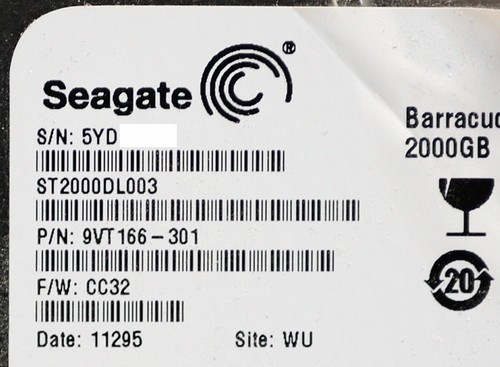 Seagate®
S/N: 5YD
ST2000DL003
P/N: 9VT166-301
F/W: CC32
Date: 11295 Site: WU
Barracud
2000GB
20